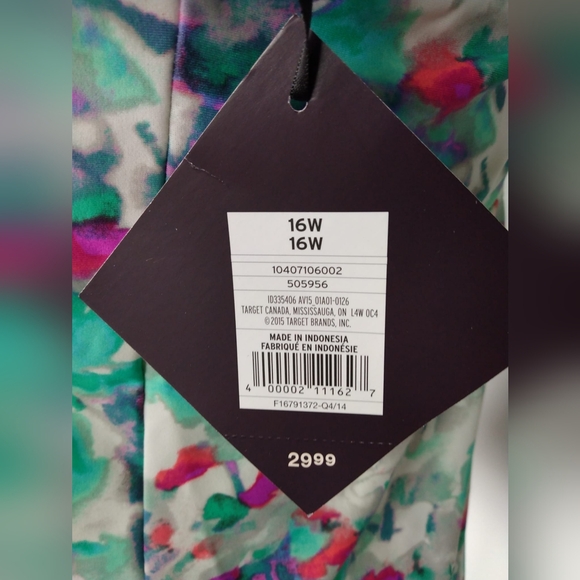 16W
16W
10407106002
505956
ID335406 AV15_01A01-0126
TARGET CANADA, MISSISSAUGA, ON L4W 0C4
©2015 TARGET BRANDS, INC.
MADE IN INDONESIA
FABRIQUÉ EN INDONÉSIE
4 00002 11162 7
F16791372-Q4/14
29⁹⁹